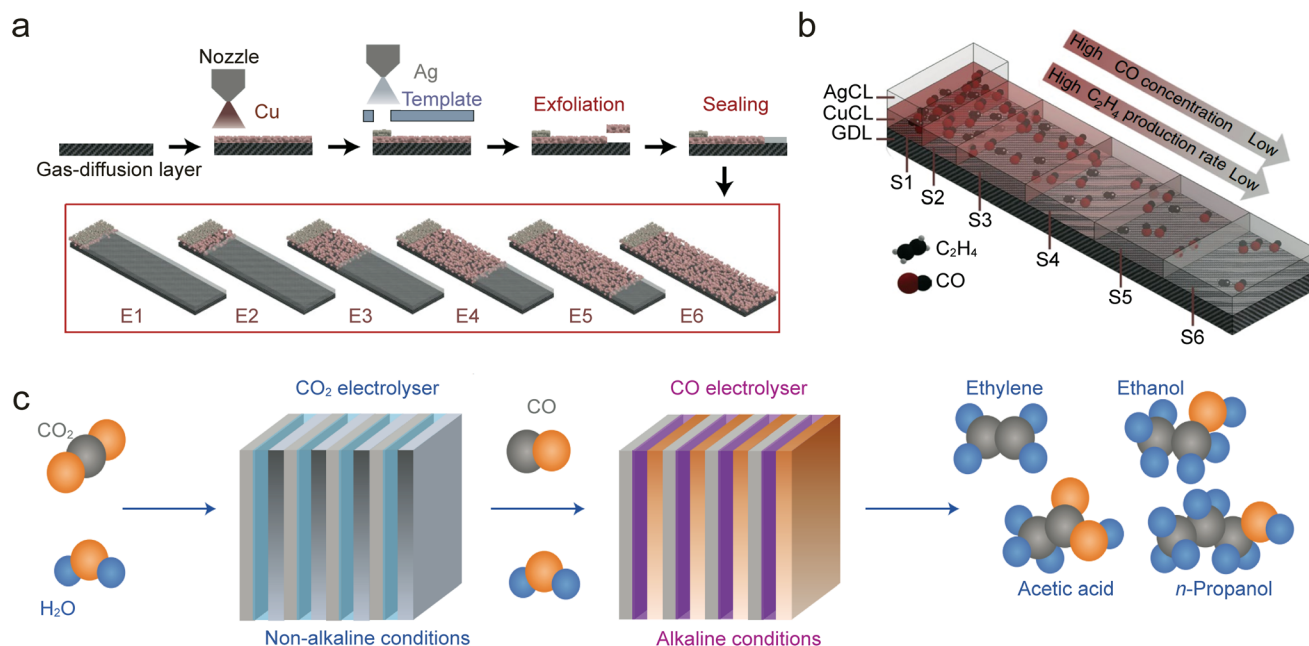 a
Nozzle
Cu
Ag
Template
Exfoliation
Sealing
Gas-diffusion layer
E1
E2
E3
E4
E5
E6
b
High CO concentration Low
High C₂H₄ production rate Low
AgCL
CuCL
GDL
S1
S2
S3
S4
S5
S6
C₂H₄
CO
c
CO₂
H₂O
CO₂ electrolyser
Non-alkaline conditions
CO
CO electrolyser
Alkaline conditions
Ethylene
Ethanol
Acetic acid
n-Propanol